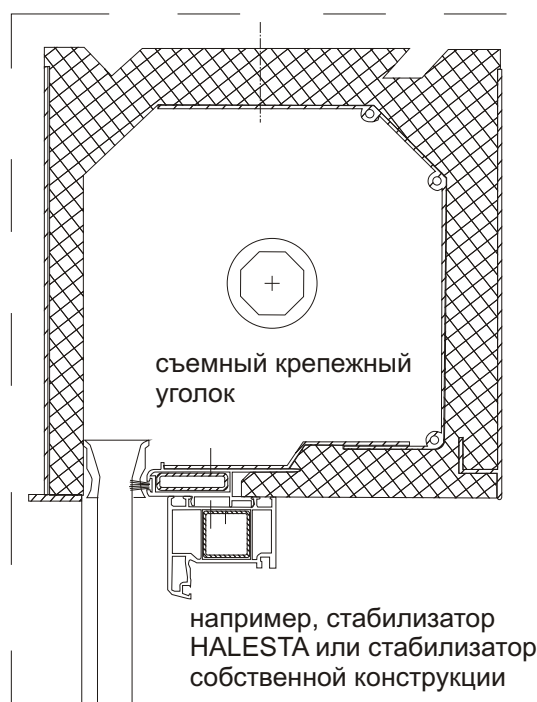 съемный крепежный
уголок
например, стабилизатор
HALESTA или стабилизатор
собственной конструкции